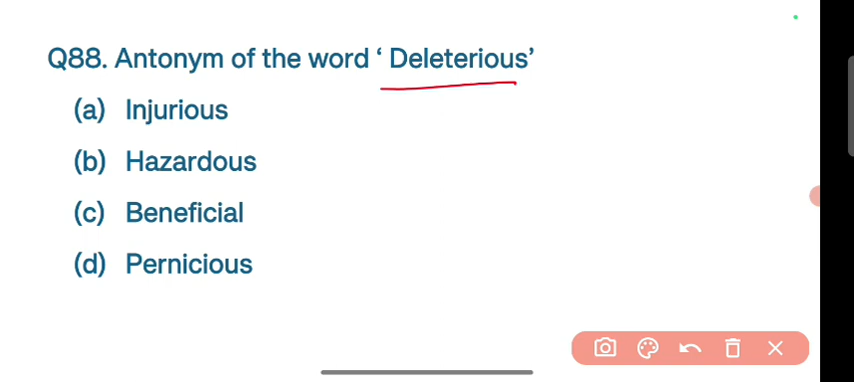 Q88. Antonym of the word ‘ Deleterious’
(a) Injurious
(b) Hazardous
(c) Beneficial
(d) Pernicious